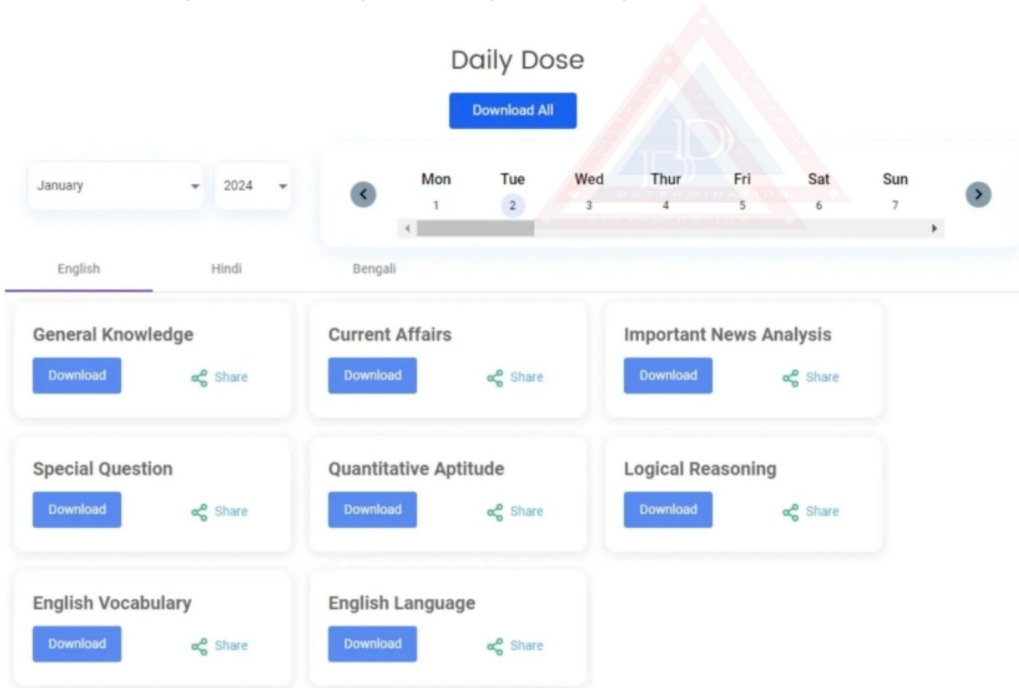 Daily Dose
Download All
January 2024
Mon Tue Wed Thur Fri Sat Sun
1 2 3 4 5 6 7
English Hindi Bengali
General Knowledge Current Affairs Important News Analysis
Download Share Download Share Download Share
Special Question Quantitative Aptitude Logical Reasoning
Download Share Download Share Download Share
English Vocabulary English Language
Download Share Download Share
DETERMINATION